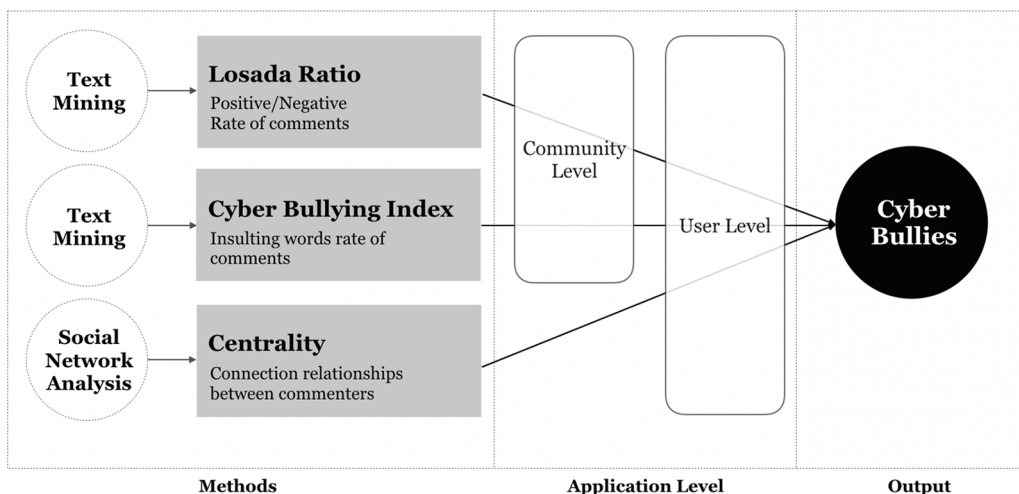 Text
Mining
Losada Ratio
Positive/Negative
Rate of comments
Text
Mining
Cyber Bullying Index
Insulting words rate of
comments
Social
Network
Analysis
Centrality
Connection relationships
between commenters
Community
Level
User Level
Cyber
Bullies
Methods
Application Level
Output